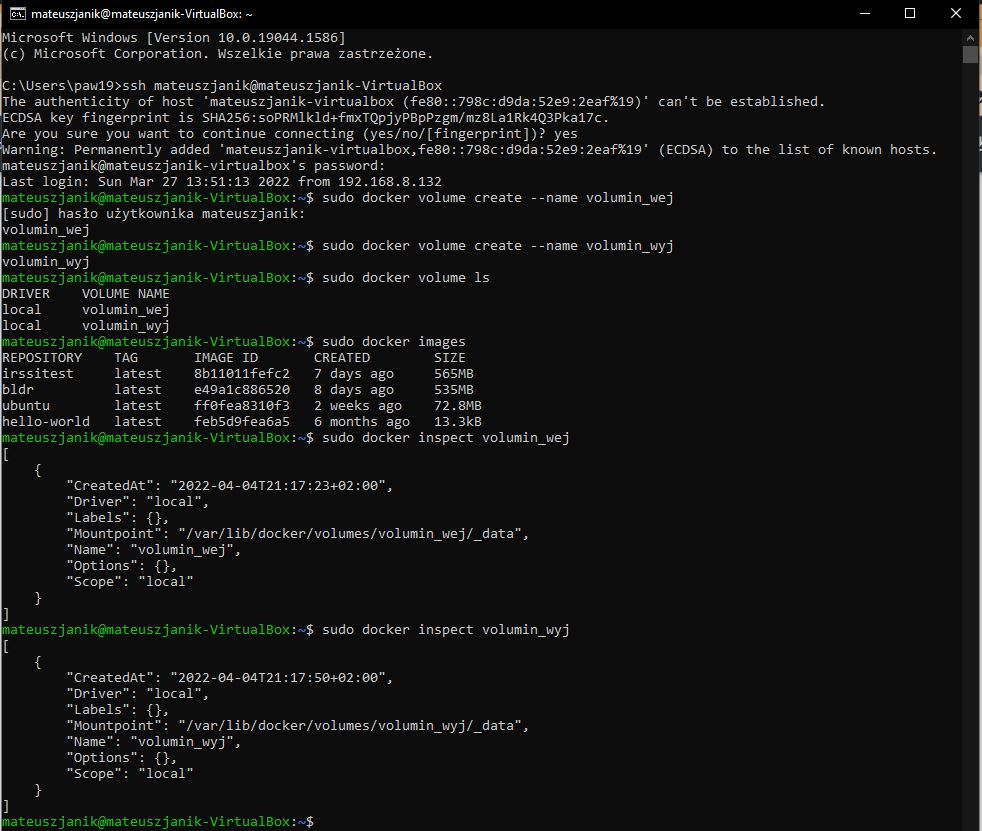 mateuszjanik@mateuszjanik-VirtualBox: ~
Microsoft Windows [Version 10.0.19044.1586]
(c) Microsoft Corporation. Wszelkie prawa zastrzeżone.
C:\Users\paw19>ssh mateuszjanik@mateuszjanik-VirtualBox
The authenticity of host 'mateuszjanik-virtualbox (fe80::798c:d9da:52e9:2eaf%19)' can't be established.
ECDSA key fingerprint is SHA256:soPRMlkld+fmxTQpjyPBpPzgm/mz8La1Rk4Q3Pka17c.
Are you sure you want to continue connecting (yes/no/[fingerprint])? yes
Warning: Permanently added 'mateuszjanik-virtualbox,fe80::798c:d9da:52e9:2eaf%19' (ECDSA) to the list of known hosts.
mateuszjanik@mateuszjanik-virtualbox's password:
Last login: Sun Mar 27 13:51:13 2022 from 192.168.8.132
mateuszjanik@mateuszjanik-VirtualBox:~$ sudo docker volume create --name volumin_wej
[sudo] hasło użytkownika mateuszjanik:
volumin_wej
mateuszjanik@mateuszjanik-VirtualBox:~$ sudo docker volume create --name volumin_wyj
volumin_wyj
mateuszjanik@mateuszjanik-VirtualBox:~$ sudo docker volume ls
DRIVER    VOLUME NAME
local     volumin_wej
local     volumin_wyj
mateuszjanik@mateuszjanik-VirtualBox:~$ sudo docker images
REPOSITORY    TAG       IMAGE ID       CREATED        SIZE
irssitest     latest    8b11011fefc2   7 days ago     565MB
bldr          latest    e49a1c886520   8 days ago     535MB
ubuntu        latest    ff0fea8310f3   2 weeks ago    72.8MB
hello-world   latest    feb5d9fea6a5   6 months ago   13.3kB
mateuszjanik@mateuszjanik-VirtualBox:~$ sudo docker inspect volumin_wej
[
    {
        "CreatedAt": "2022-04-04T21:17:23+02:00",
        "Driver": "local",
        "Labels": {},
        "Mountpoint": "/var/lib/docker/volumes/volumin_wej/_data",
        "Name": "volumin_wej",
        "Options": {},
        "Scope": "local"
    }
]
mateuszjanik@mateuszjanik-VirtualBox:~$ sudo docker inspect volumin_wyj
[
    {
        "CreatedAt": "2022-04-04T21:17:50+02:00",
        "Driver": "local",
        "Labels": {},
        "Mountpoint": "/var/lib/docker/volumes/volumin_wyj/_data",
        "Name": "volumin_wyj",
        "Options": {},
        "Scope": "local"
    }
]
mateuszjanik@mateuszjanik-VirtualBox:~$